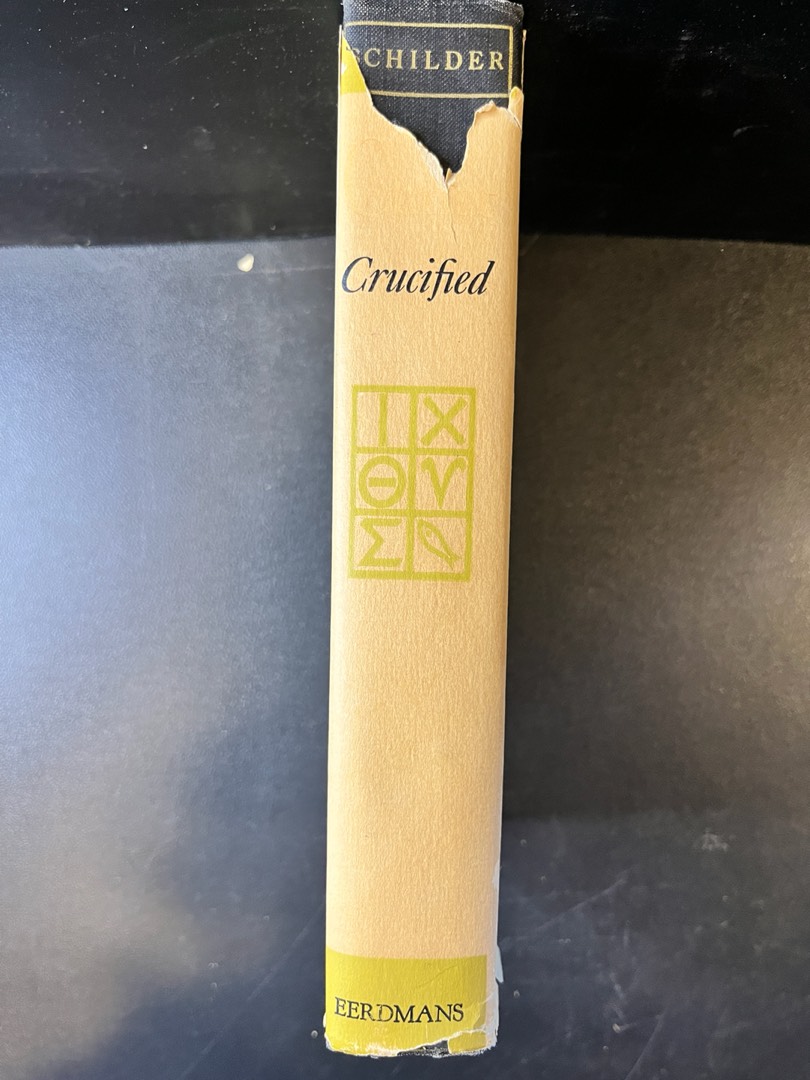 SCHILDER
Crucified
Ι Χ
Θ Υ
Σ
EERDMANS